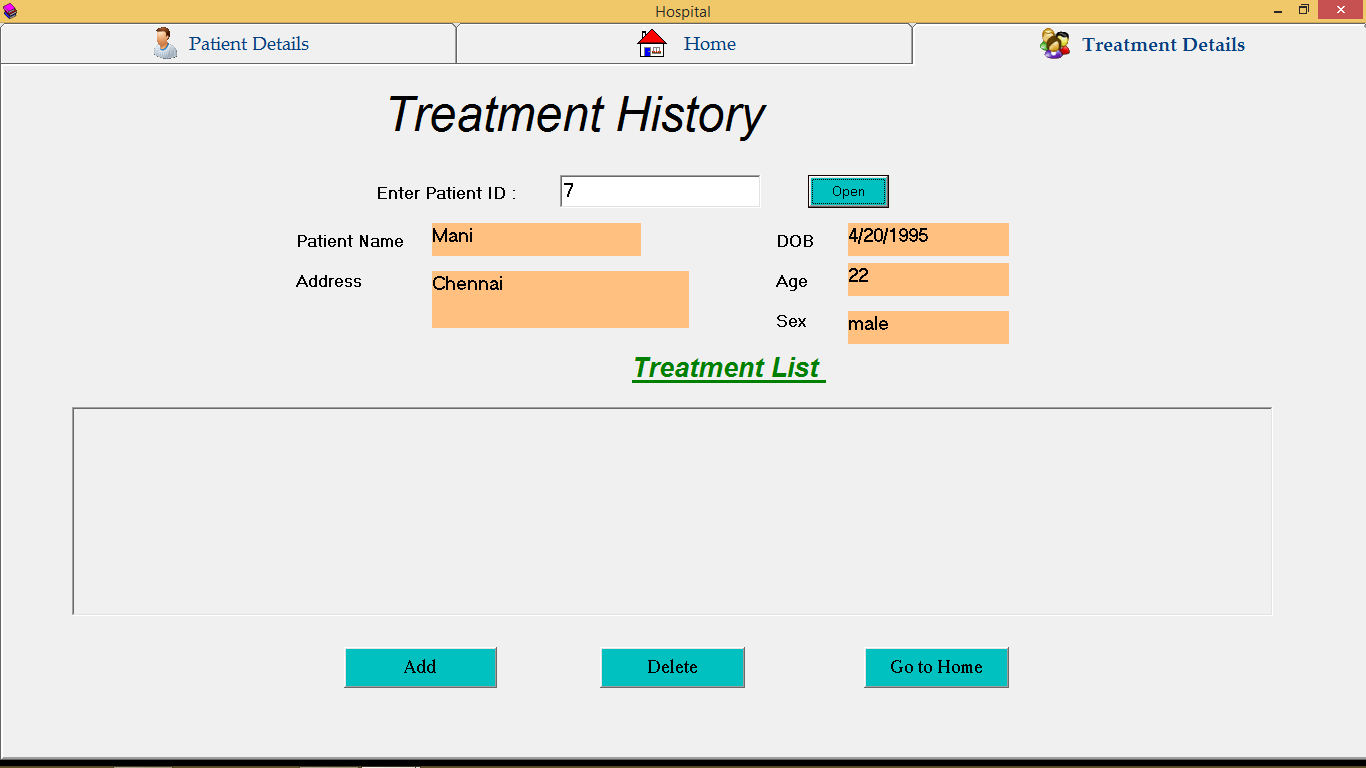 Hospital
Patient Details
Home
Treatment Details
Treatment History
Enter Patient ID : 7 Open
Patient Name Mani DOB 4/20/1995
Address Chennai Age 22
Sex male
Treatment List
Add Delete Go to Home